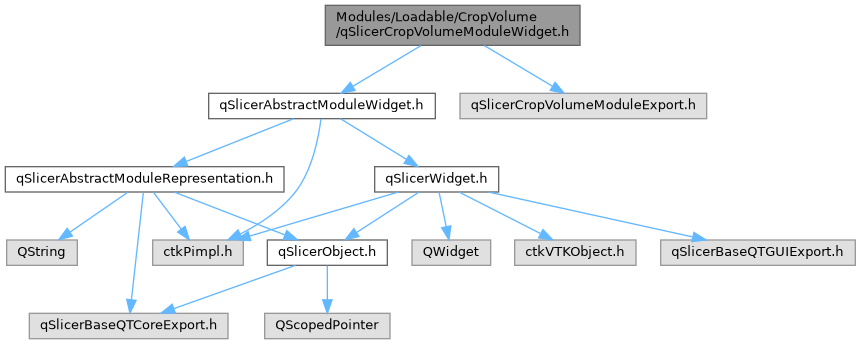 Modules/Loadable/CropVolume
/qSlicerCropVolumeModuleWidget.h
qSlicerAbstractModuleWidget.h
qSlicerCropVolumeModuleExport.h
qSlicerAbstractModuleRepresentation.h
qSlicerWidget.h
QString
ctkPimpl.h
qSlicerObject.h
QWidget
ctkVTKObject.h
qSlicerBaseQTGUIExport.h
qSlicerBaseQTCoreExport.h
QScopedPointer